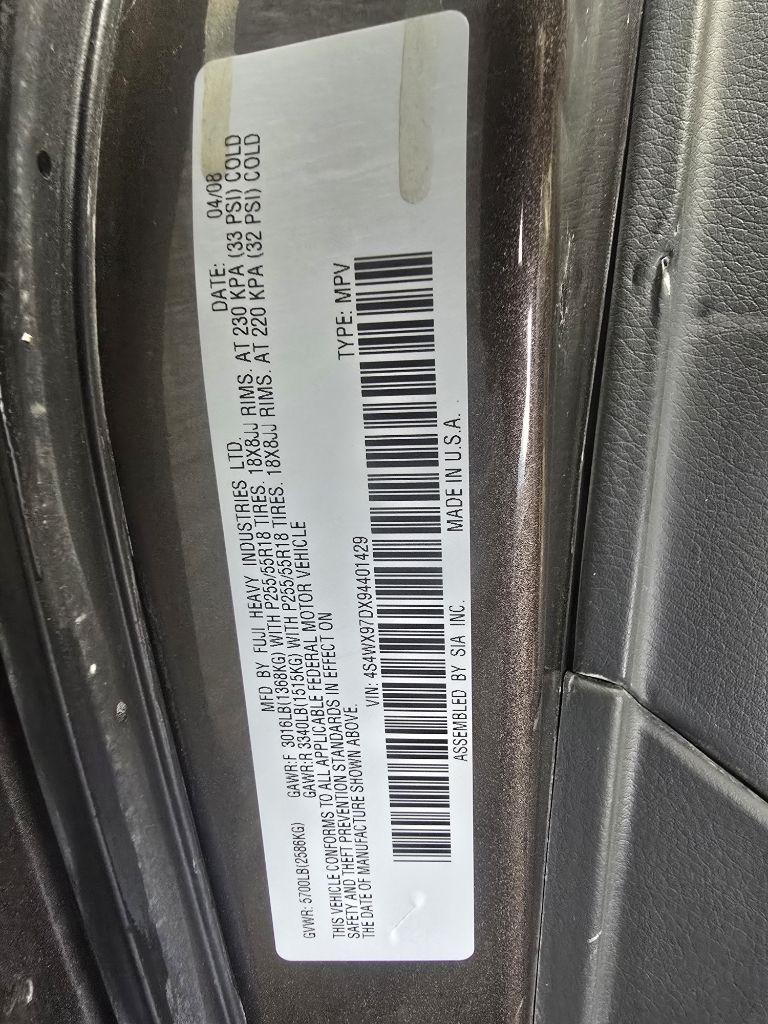 MFD BY FUJI HEAVY INDUSTRIES LTD. DATE: 04/08
GVWR: 5700LB(2586KG) GAWR:F 3016LB(1368KG) WITH P255/55R18 TIRES. 18X8JJ RIMS. AT 230 KPA (33 PSI) COLD
GAWR:R 3340LB(1515KG) WITH P255/55R18 TIRES. 18X8JJ RIMS. AT 220 KPA (32 PSI) COLD
THIS VEHICLE CONFORMS TO ALL APPLICABLE FEDERAL MOTOR VEHICLE
SAFETY AND THEFT PREVENTION STANDARDS IN EFFECT ON
THE DATE OF MANUFACTURE SHOWN ABOVE.
VIN: 4S4WX97DX94401429 TYPE: MPV
ASSEMBLED BY SIA INC. MADE IN U.S.A.